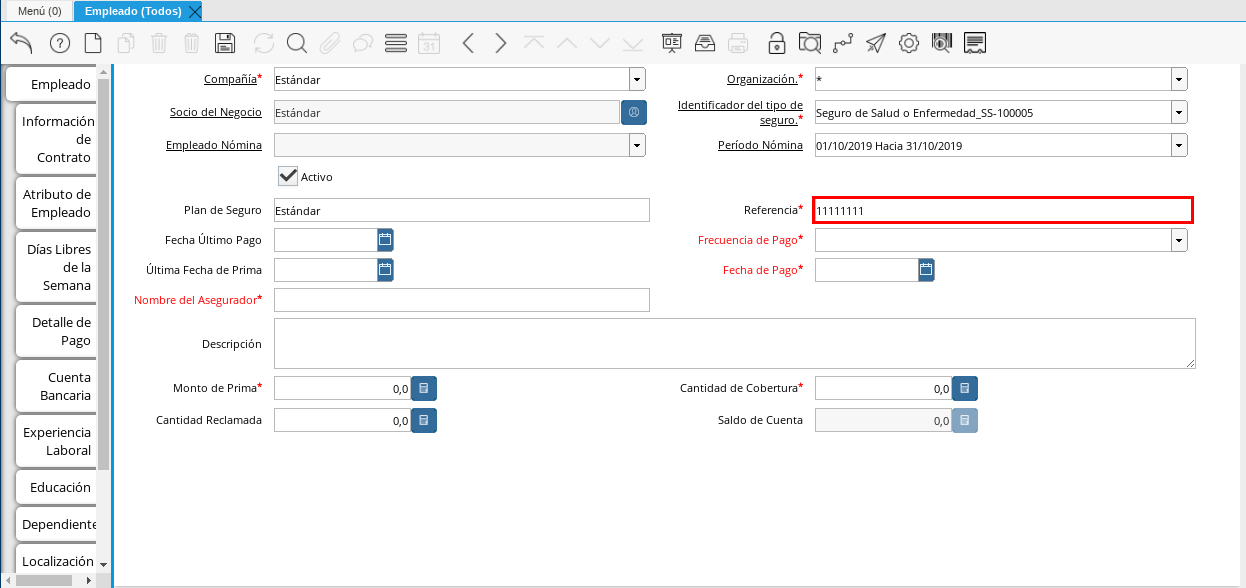 Menú (0)
Empleado (Todos)
31
Empleado
Información de Contrato
Atributo de Empleado
Días Libres de la Semana
Detalle de Pago
Cuenta Bancaria
Experiencia Laboral
Educación
Dependiente
Localización
Compañía* Estándar
Organización.* *
Socio del Negocio Estándar
Identificador del tipo de seguro.* Seguro de Salud o Enfermedad_SS-100005
Empleado Nómina
Período Nómina 01/10/2019 Hacia 31/10/2019
Activo
Plan de Seguro Estándar
Referencia* 11111111
Fecha Último Pago
Frecuencia de Pago*
Última Fecha de Prima
Fecha de Pago*
Nombre del Asegurador*
Descripción
Monto de Prima* 0,0
Cantidad de Cobertura* 0,0
Cantidad Reclamada 0,0
Saldo de Cuenta 0,0